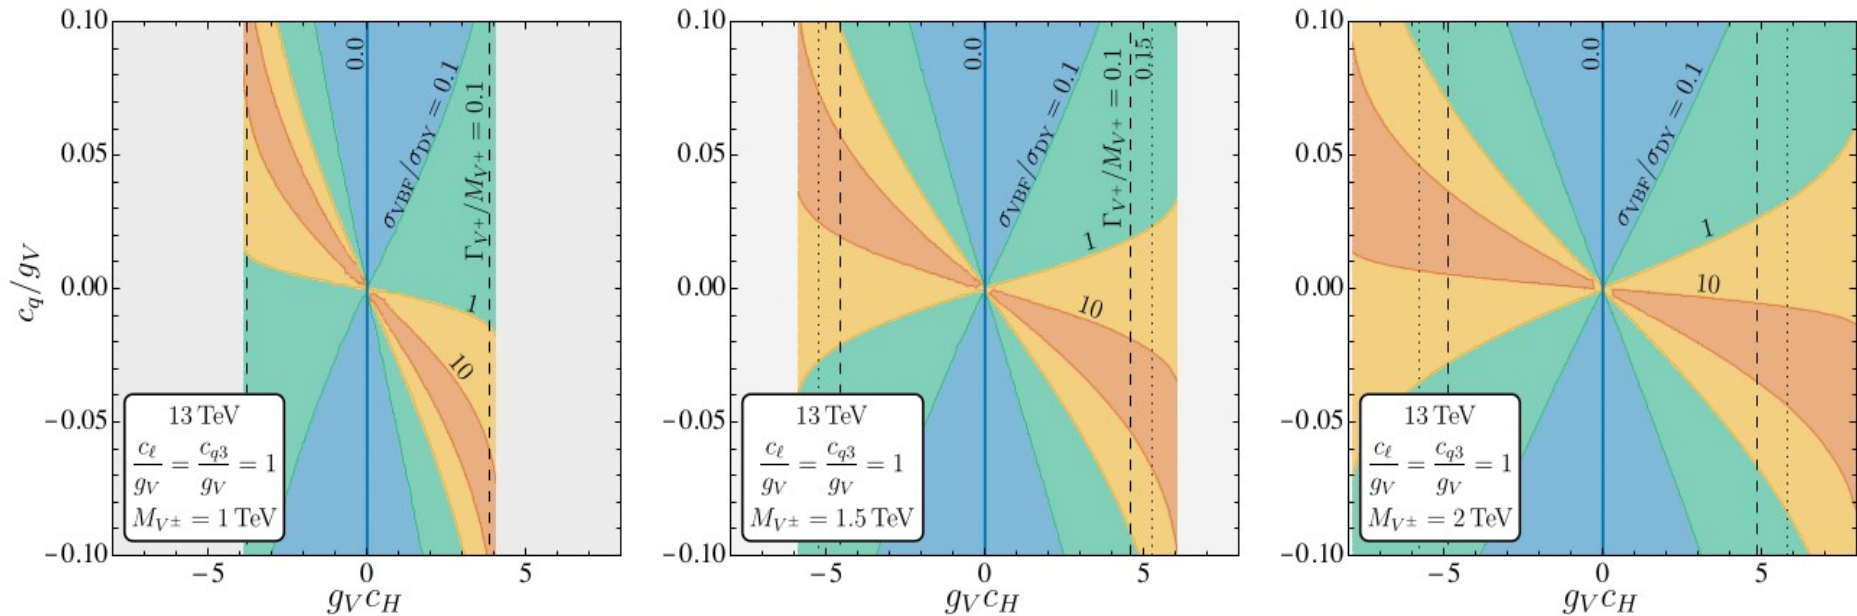 0.10
0.05
0.00
−0.05
−0.10
c_q/g_V
0.0
σ_VBF/σ_DY = 0.1
Γ_V+/M_V+ = 0.1
1
10
13 TeV
c_ℓ/g_V = c_q3/g_V = 1
M_V± = 1 TeV
−5
0
5
g_V c_H
0.10
0.05
0.00
−0.05
−0.10
0.0
σ_VBF/σ_DY = 0.1
Γ_V+/M_V+ = 0.1
0.15
1
10
13 TeV
c_ℓ/g_V = c_q3/g_V = 1
M_V± = 1.5 TeV
−5
0
5
g_V c_H
0.10
0.05
0.00
−0.05
−0.10
0.0
σ_VBF/σ_DY = 0.1
1
10
13 TeV
c_ℓ/g_V = c_q3/g_V = 1
M_V± = 2 TeV
−5
0
5
g_V c_H